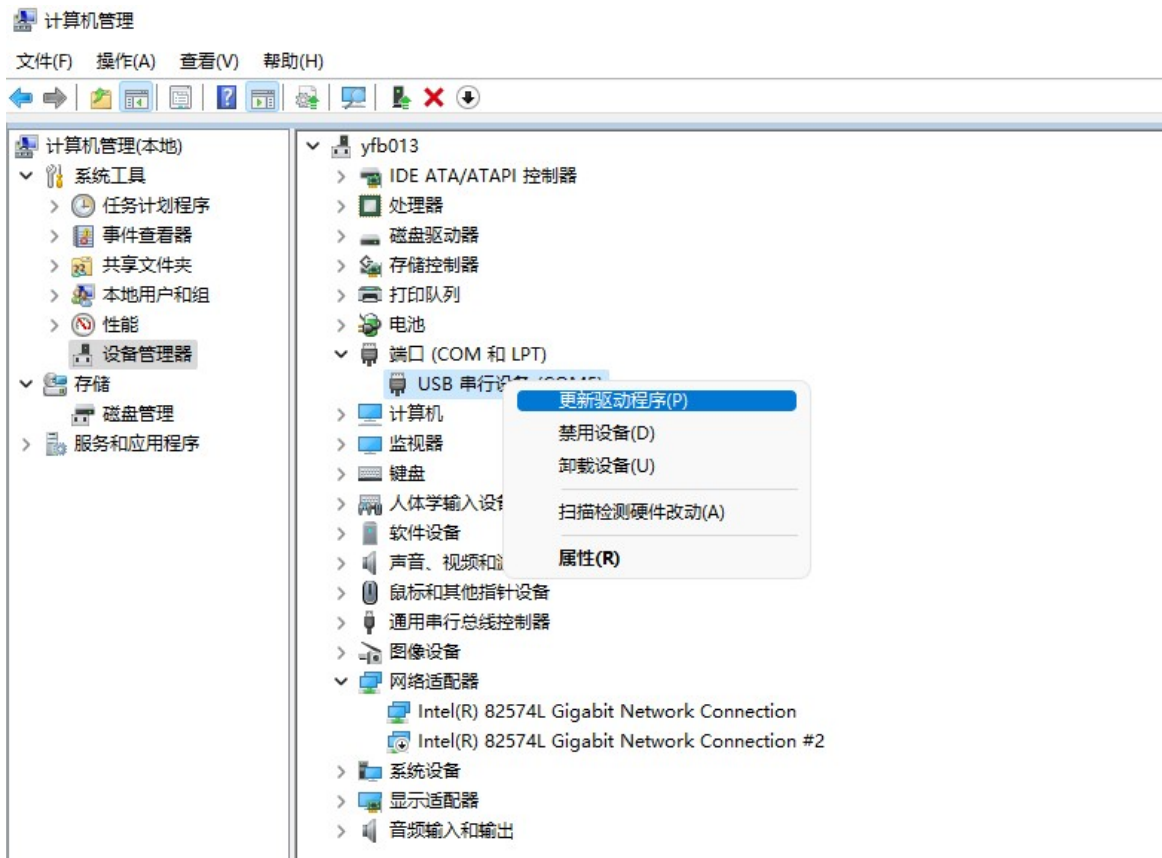 计算机管理
文件(F) 操作(A) 查看(V) 帮助(H)
计算机管理(本地)
系统工具
任务计划程序
事件查看器
共享文件夹
本地用户和组
性能
设备管理器
存储
磁盘管理
服务和应用程序
yfb013
IDE ATA/ATAPI 控制器
处理器
磁盘驱动器
存储控制器
打印队列
电池
端口 (COM 和 LPT)
USB 串行设
计算机
监视器
键盘
人体学输入设
软件设备
声音、视频和
鼠标和其他指针设备
通用串行总线控制器
图像设备
网络适配器
Intel(R) 82574L Gigabit Network Connection
Intel(R) 82574L Gigabit Network Connection #2
系统设备
显示适配器
音频输入和输出
更新驱动程序(P)
禁用设备(D)
卸载设备(U)
扫描检测硬件改动(A)
属性(R)